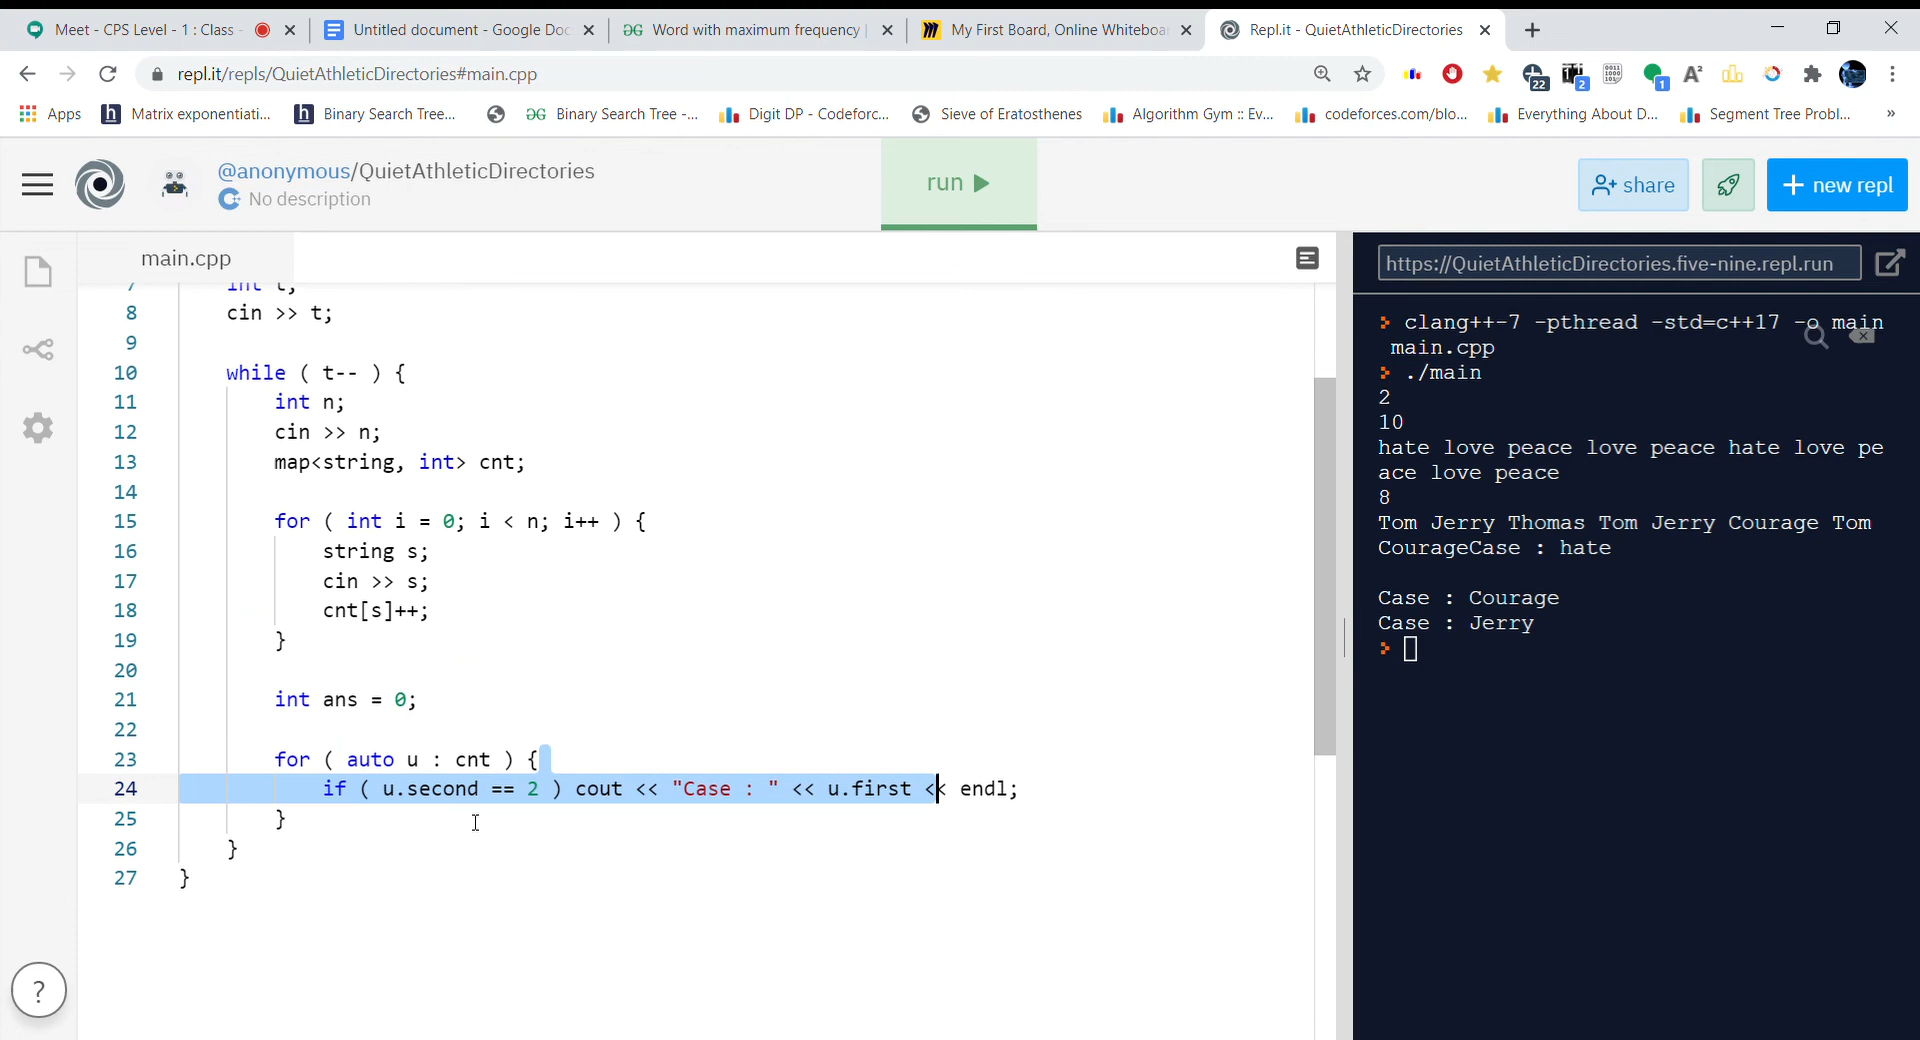 Meet - CPS Level - 1 : Class -
Untitled document - Google Doc
Word with maximum frequency
My First Board, Online Whiteboar
Repl.it - QuietAthleticDirectories
repl.it/repls/QuietAthleticDirectories#main.cpp
22
2
1
Apps
Matrix exponentiati...
Binary Search Tree...
Binary Search Tree -...
Digit DP - Codeforc...
Sieve of Eratosthenes
Algorithm Gym :: Ev...
codeforces.com/blo...
Everything About D...
Segment Tree Probl...
»
@anonymous/QuietAthleticDirectories
No description
run
share
+ new repl
main.cpp
7 int t;
8 cin >> t;
9
10 while ( t-- ) {
11 int n;
12 cin >> n;
13 map<string, int> cnt;
14
15 for ( int i = 0; i < n; i++ ) {
16 string s;
17 cin >> s;
18 cnt[s]++;
19 }
20
21 int ans = 0;
22
23 for ( auto u : cnt ) {
24 if ( u.second == 2 ) cout << "Case : " << u.first << endl;
25 }
26 }
27 }
?
https://QuietAthleticDirectories.five-nine.repl.run
clang++-7 -pthread -std=c++17 -o main
main.cpp
./main
2
10
hate love peace love peace hate love pe
ace love peace
8
Tom Jerry Thomas Tom Jerry Courage Tom
CourageCase : hate
Case : Courage
Case : Jerry